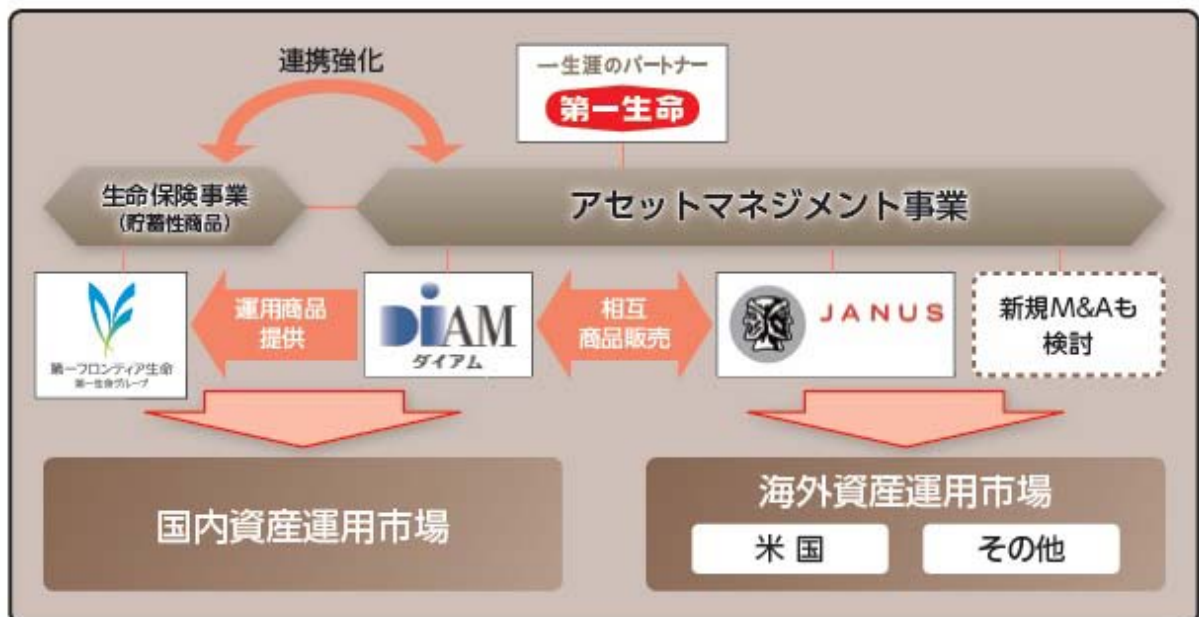 連携強化
一生涯のパートナー
第一生命
生命保険事業
(貯蓄性商品)
アセットマネジメント事業
第一フロンティア生命
第一生命グループ
運用商品
提供
DIAM
ダイアム
相互
商品販売
JANUS
新規M&Aも
検討
国内資産運用市場
海外資産運用市場
米国
その他